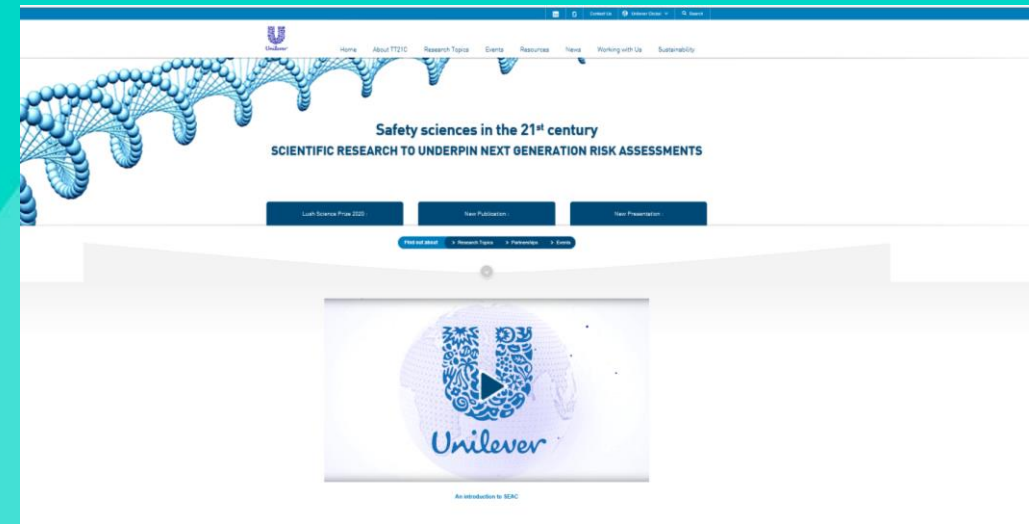 Contact Us Unilever Global Search
Unilever
Home About TT21C Research Topics Events Resources News Working with Us Sustainability
Safety sciences in the 21st century
SCIENTIFIC RESEARCH TO UNDERPIN NEXT GENERATION RISK ASSESSMENTS
Lush Science Prize 2020 › New Publication › New Presentation ›
Find out about > Research Topics > Partnerships > Events
Unilever
An introduction to SEAC